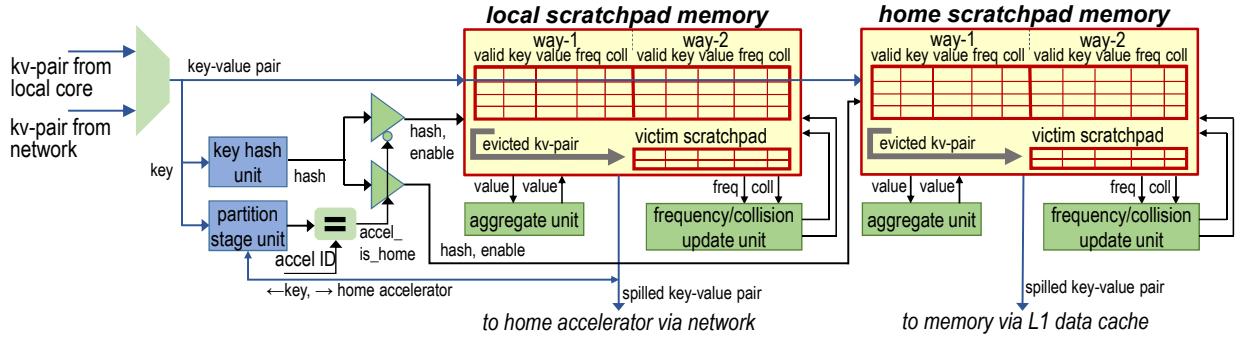 local scratchpad memory
home scratchpad memory
kv-pair from
local core
kv-pair from
network
key-value pair
key
key hash
unit
hash
partition
stage unit
=
accel ID
accel_
is_home
hash,
enable
hash, enable
←key, → home accelerator
way-1
way-2
valid key value freq coll
valid key value freq coll
evicted kv-pair
victim scratchpad
value
value
freq
coll
aggregate unit
frequency/collision
update unit
spilled key-value pair
to home accelerator via network
way-1
way-2
valid key value freq coll
valid key value freq coll
evicted kv-pair
victim scratchpad
value
value
freq
coll
aggregate unit
frequency/collision
update unit
spilled key-value pair
to memory via L1 data cache